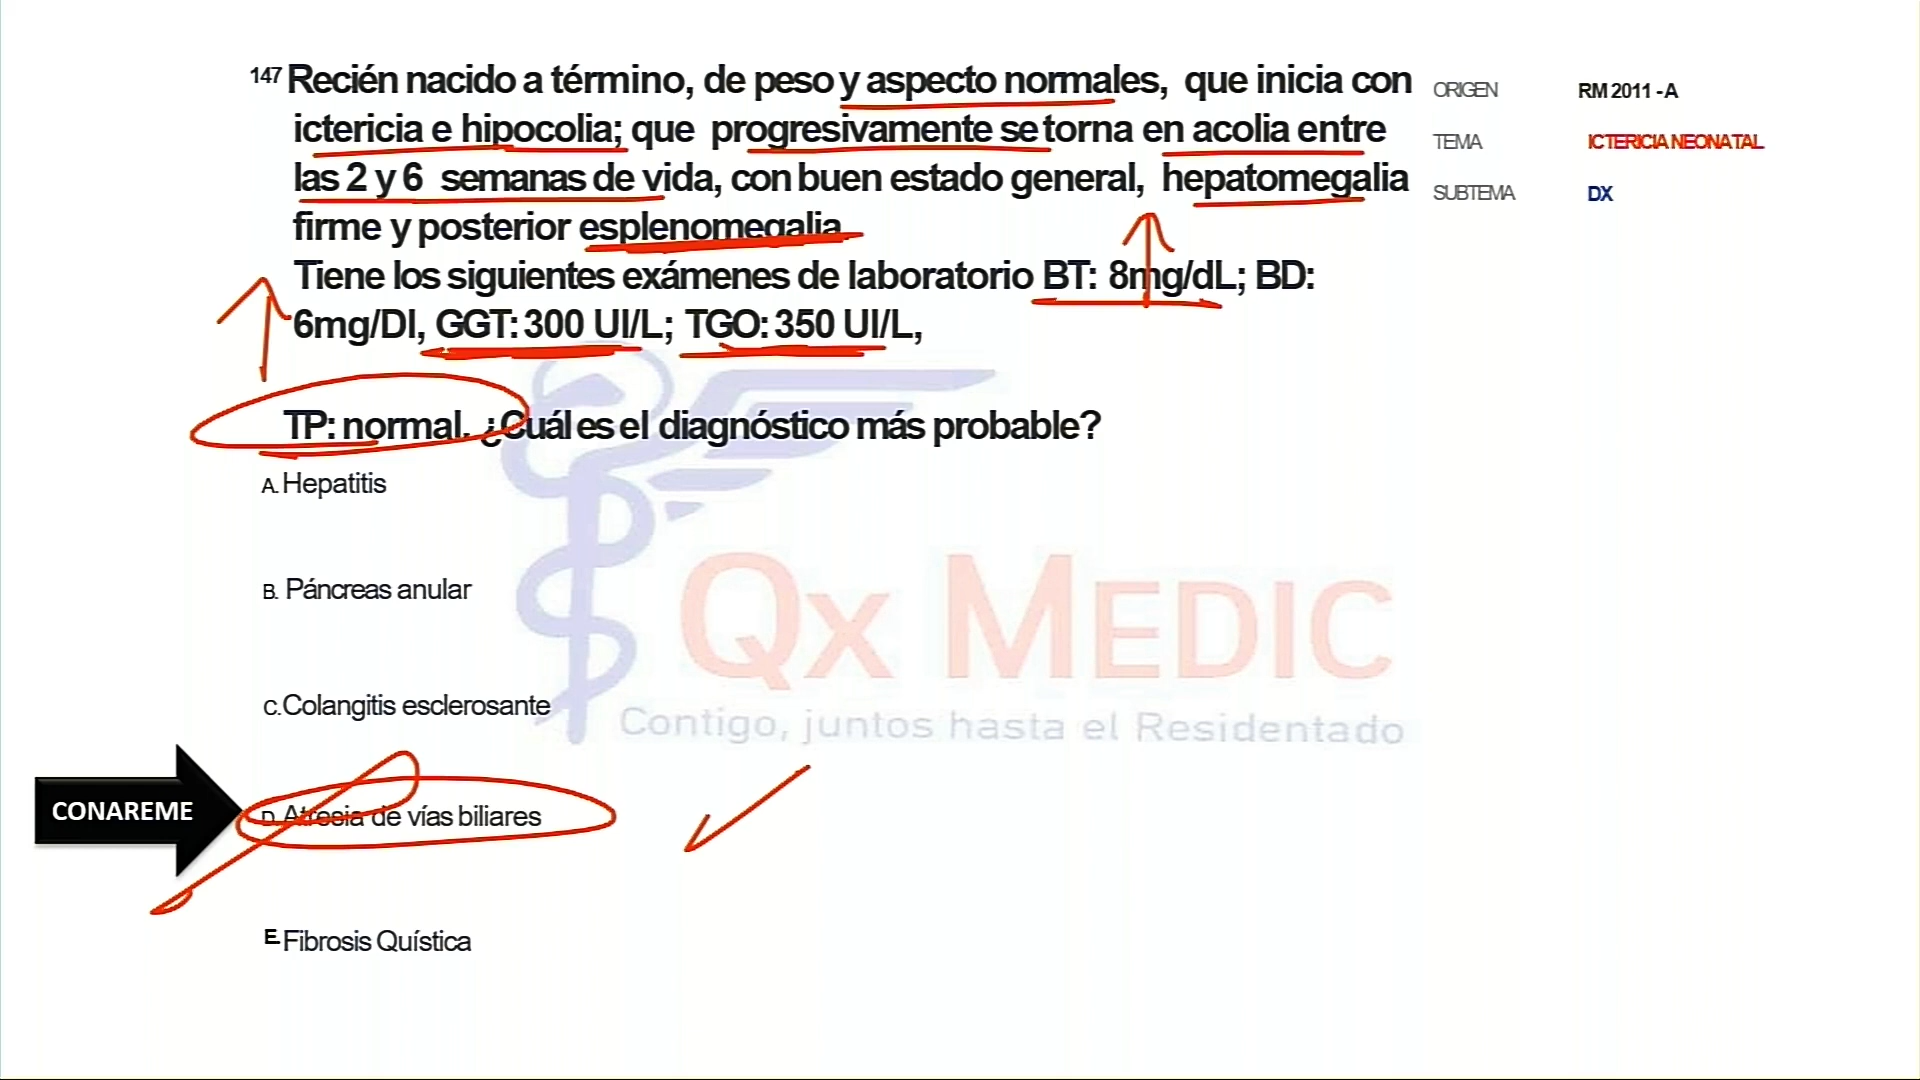 147 Recién nacido a término, de peso y aspecto normales, que inicia con
ictericia e hipocolia; que progresivamente se torna en acolia entre
las 2 y 6 semanas de vida, con buen estado general, hepatomegalia
firme y posterior esplenomegalia.
Tiene los siguientes exámenes de laboratorio BT: 8mg/dL; BD:
6mg/Dl, GGT: 300 UI/L; TGO: 350 UI/L,
TP: normal. ¿Cuál es el diagnóstico más probable?
A. Hepatitis
B. Páncreas anular
C. Colangitis esclerosante
D. Atresia de vías biliares
E. Fibrosis Quística
CONAREME
ORIGEN RM 2011 - A
TEMA ICTERICIA NEONATAL
SUBTEMA DX
Qx MEDIC
Contigo, juntos hasta el Residentado